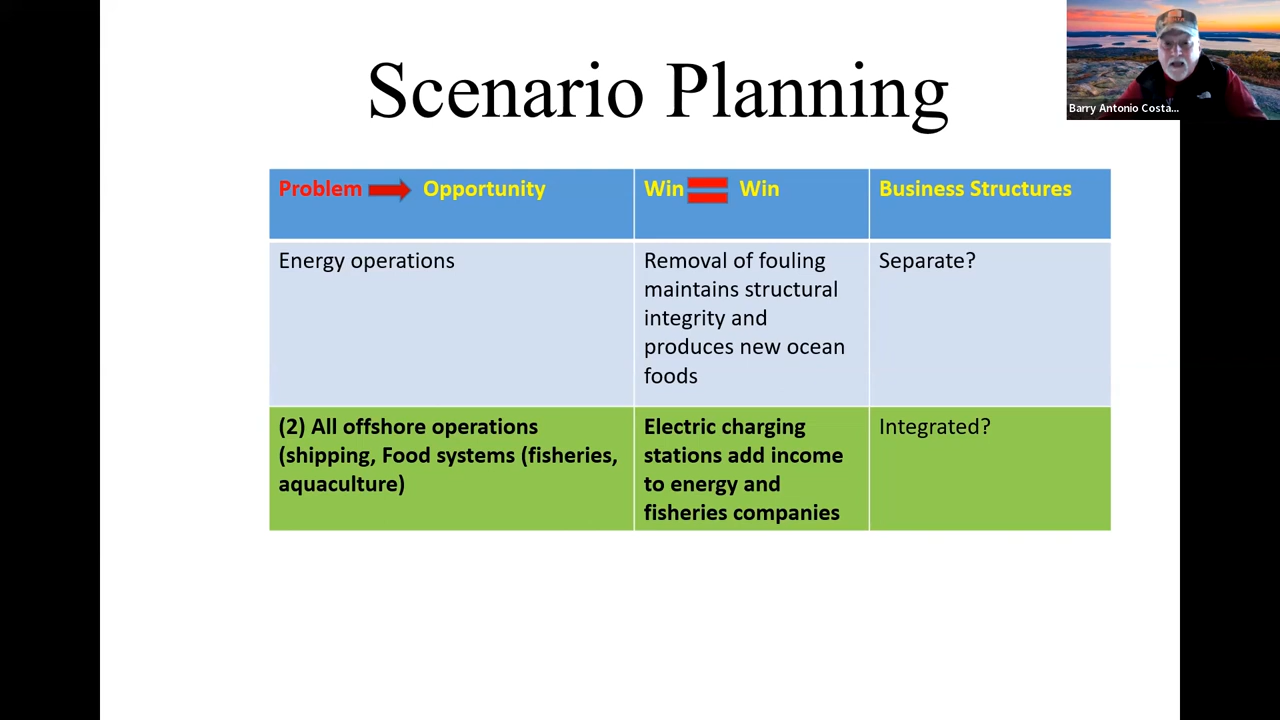 Scenario Planning
Barry Antonio Costa...
Problem Opportunity
Win Win
Business Structures
Energy operations
Removal of fouling
maintains structural
integrity and
produces new ocean
foods
Separate?
(2) All offshore operations
(shipping, Food systems (fisheries,
aquaculture)
Electric charging
stations add income
to energy and
fisheries companies
Integrated?